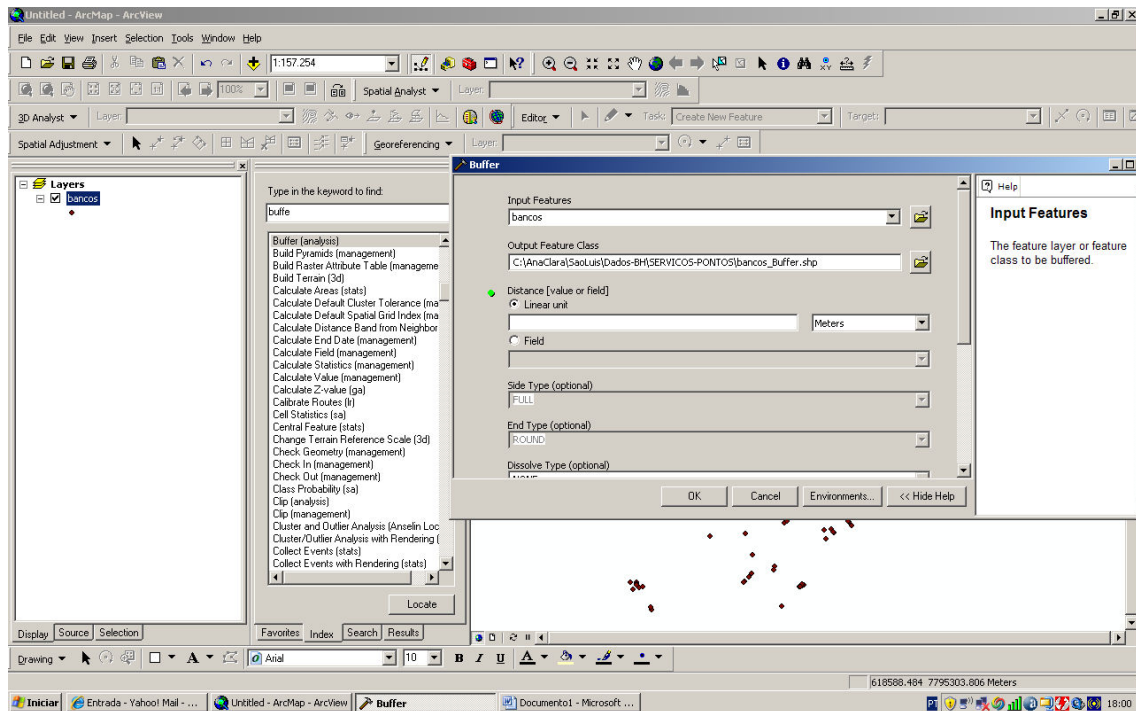 Untitled - ArcMap - ArcView
File Edit View Insert Selection Tools Window Help
1:157.254
100% Spatial Analyst Layer:
3D Analyst Layer: Editor Task: Create New Feature Target:
Spatial Adjustment Georeferencing Layer:
Layers
bancos
Type in the keyword to find:
buffe
Buffer (analysis)
Build Pyramids (management)
Build Raster Attribute Table (manageme
Build Terrain (3d)
Calculate Areas (stats)
Calculate Default Cluster Tolerance (ma
Calculate Default Spatial Grid Index (ma
Calculate Distance Band from Neighbor
Calculate End Date (management)
Calculate Field (management)
Calculate Statistics (management)
Calculate Value (management)
Calculate Z-value (ga)
Calibrate Routes (lr)
Cell Statistics (sa)
Central Feature (stats)
Change Terrain Reference Scale (3d)
Check Geometry (management)
Check In (management)
Check Out (management)
Class Probability (sa)
Clip (analysis)
Clip (management)
Cluster and Outlier Analysis (Anselin Loc
Cluster/Outlier Analysis with Rendering (
Collect Events (stats)
Collect Events with Rendering (stats)
Locate
Favorites Index Search Results
Buffer
Input Features
bancos
Output Feature Class
C:\AnaClara\SaoLuis\Dados-BH\SERVICOS-PONTOS\bancos_Buffer.shp
Distance [value or field]
Linear unit
Meters
Field
Side Type (optional)
FULL
End Type (optional)
ROUND
Dissolve Type (optional)
NONE
OK Cancel Environments... << Hide Help
Help
Input Features
The feature layer or feature
class to be buffered.
Display Source Selection
Drawing Arial 10 B I U A
618588.484 7795303.806 Meters
Iniciar Entrada - Yahoo! Mail - ... Untitled - ArcMap - ArcView Buffer Documento1 - Microsoft ... PT 18:00